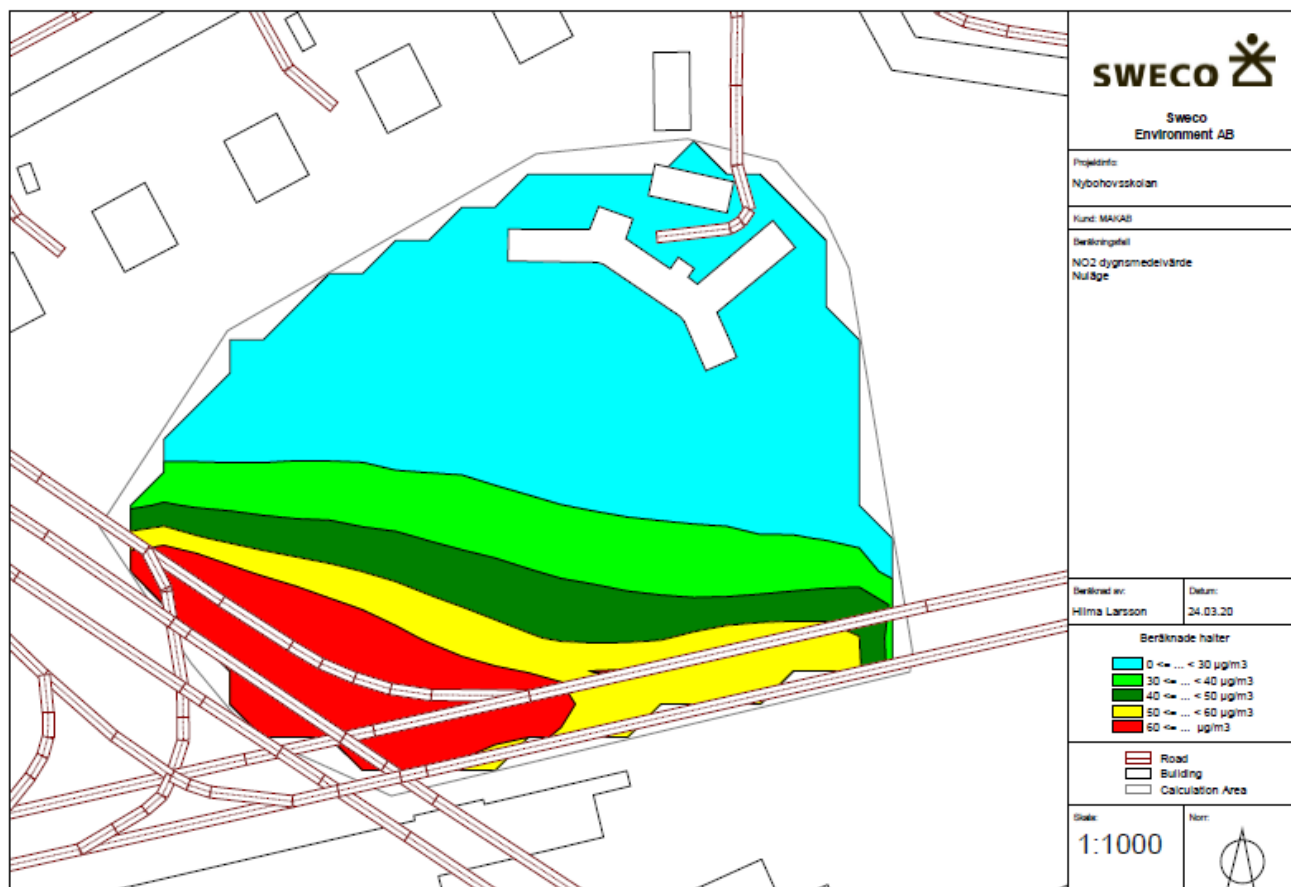 SWECO
Sweco
Environment AB
Projektinfo:
Nybohovsskolan
Kund: MAKAB
Beräkningsfall
NO2 dygnsmedelvärde
Nuläge
Beräknad av:
Hilma Larsson
Datum:
24.03.20
Beräknade halter
0 <= ... < 30 µg/m3
30 <= ... < 40 µg/m3
40 <= ... < 50 µg/m3
50 <= ... < 60 µg/m3
60 <= ... µg/m3
Road
Building
Calculation Area
Skala:
1:1000
Norr: